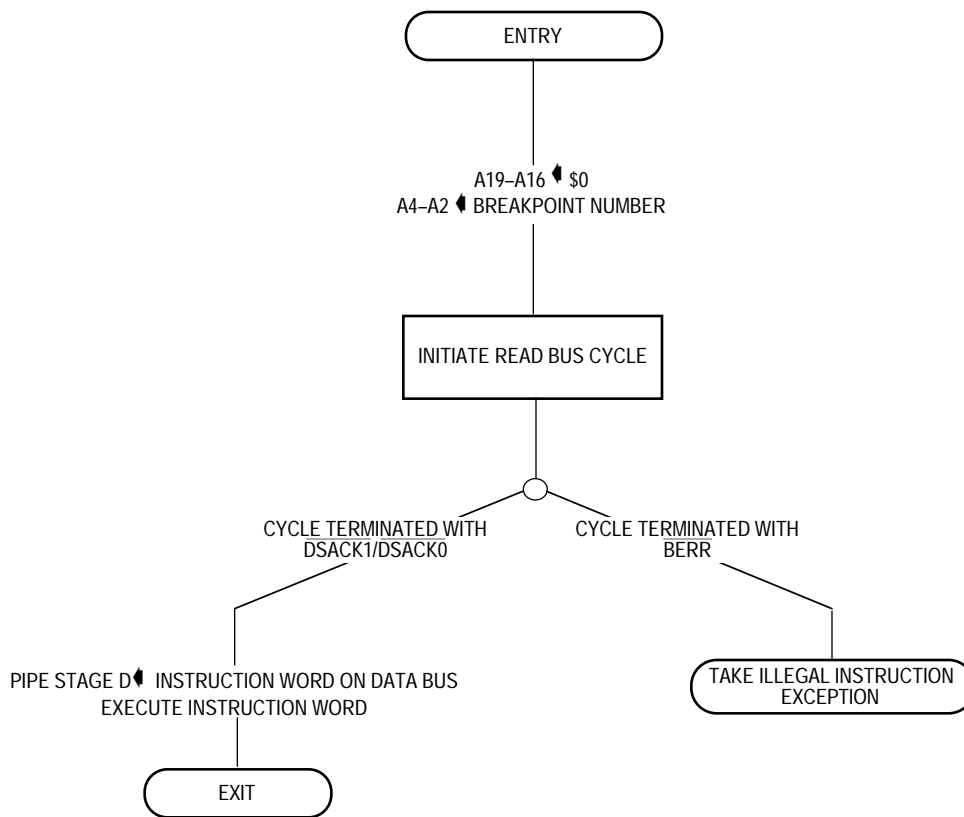 ENTRY
A19–A16 ⬅ $0
A4–A2 ⬅ BREAKPOINT NUMBER
INITIATE READ BUS CYCLE
CYCLE TERMINATED WITH
DSACK1/DSACK0
CYCLE TERMINATED WITH
BERR
PIPE STAGE D ⬅ INSTRUCTION WORD ON DATA BUS
EXECUTE INSTRUCTION WORD
TAKE ILLEGAL INSTRUCTION
EXCEPTION
EXIT